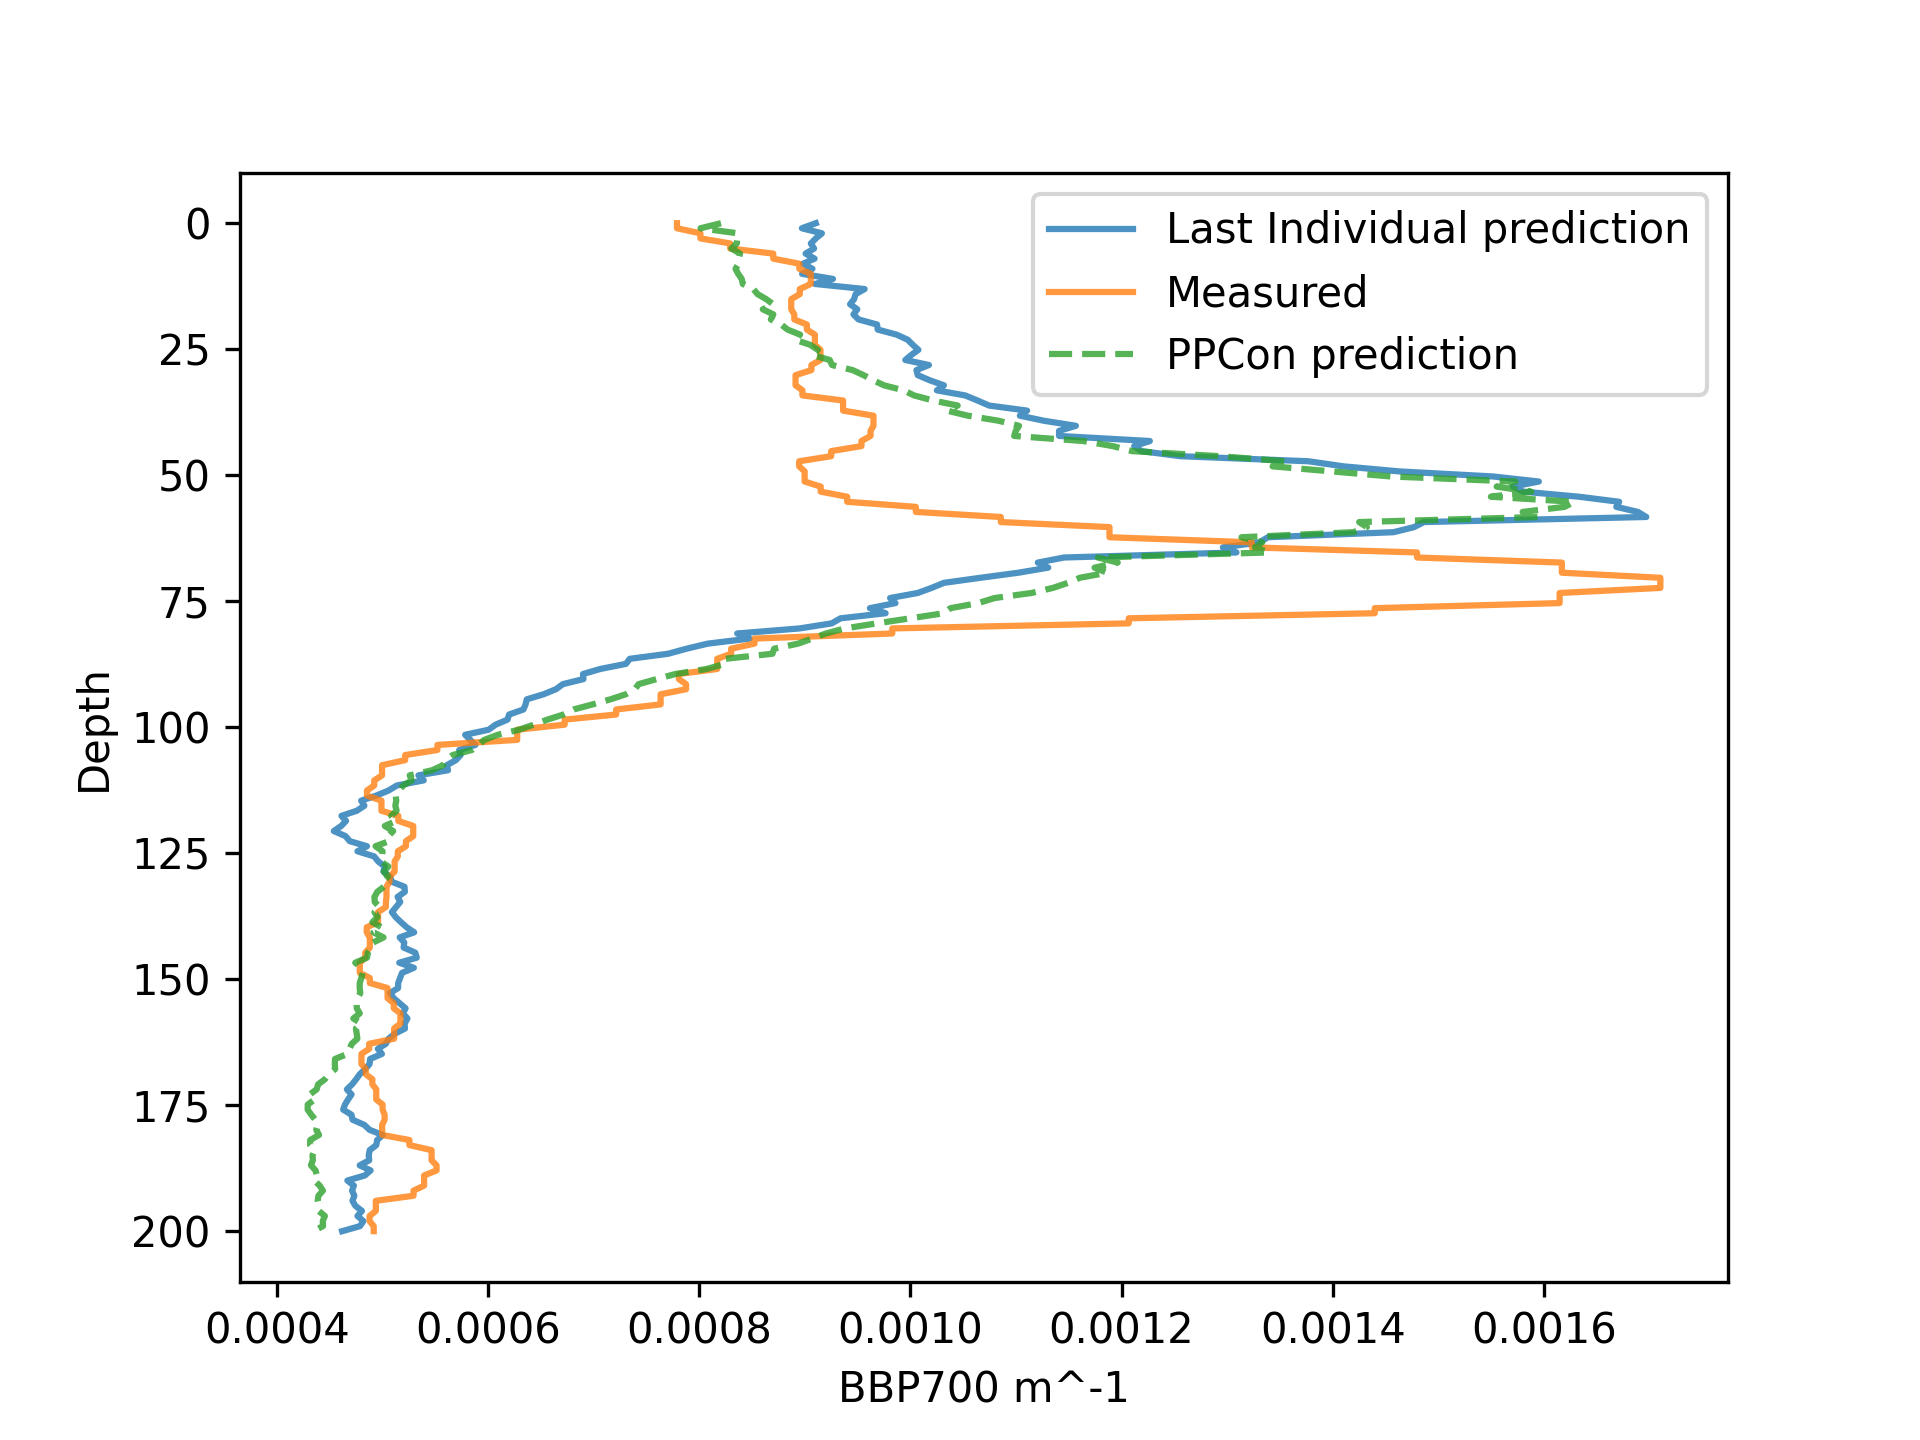 Last Individual prediction
Measured
PPCon prediction
0
25
50
75
100
125
150
175
200
Depth
0.0004 0.0006 0.0008 0.0010 0.0012 0.0014 0.0016
BBP700 m^-1